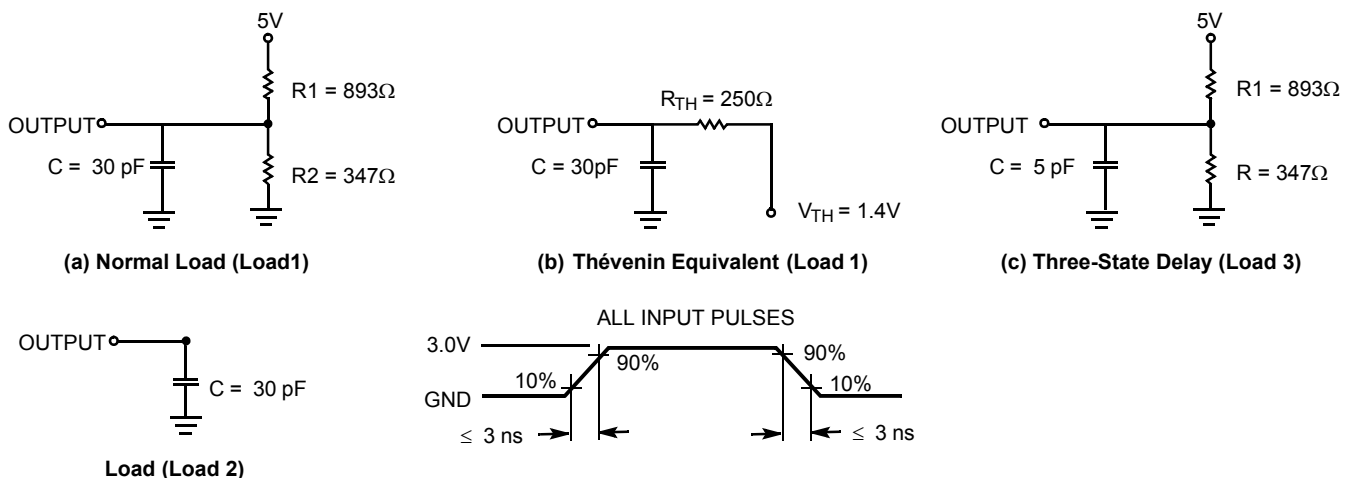 5V
R1 = 893Ω
OUTPUT
C = 30 pF
R2 = 347Ω
(a) Normal Load (Load1)
RTH = 250Ω
OUTPUT
C = 30pF
VTH = 1.4V
(b) Thévenin Equivalent (Load 1)
5V
R1 = 893Ω
OUTPUT
C = 5 pF
R = 347Ω
(c) Three-State Delay (Load 3)
OUTPUT
C = 30 pF
Load (Load 2)
ALL INPUT PULSES
3.0V
90%
90%
10%
10%
GND
≤ 3 ns
≤ 3 ns